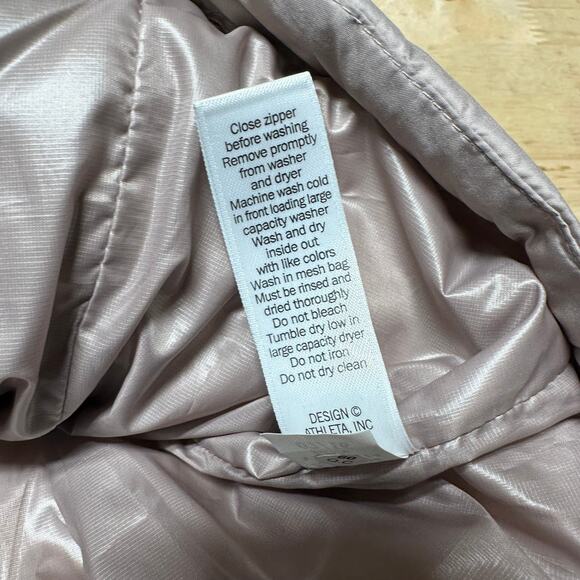 Close zipper
before washing
Remove promptly
from washer
and dryer
Machine wash cold
in front loading large
capacity washer
Wash and dry
inside out
with like colors
Wash in mesh bag
Must be rinsed and
dried thoroughly
Do not bleach
Tumble dry low in
large capacity dryer
Do not iron
Do not dry clean
DESIGN ©
ATHLETA, INC